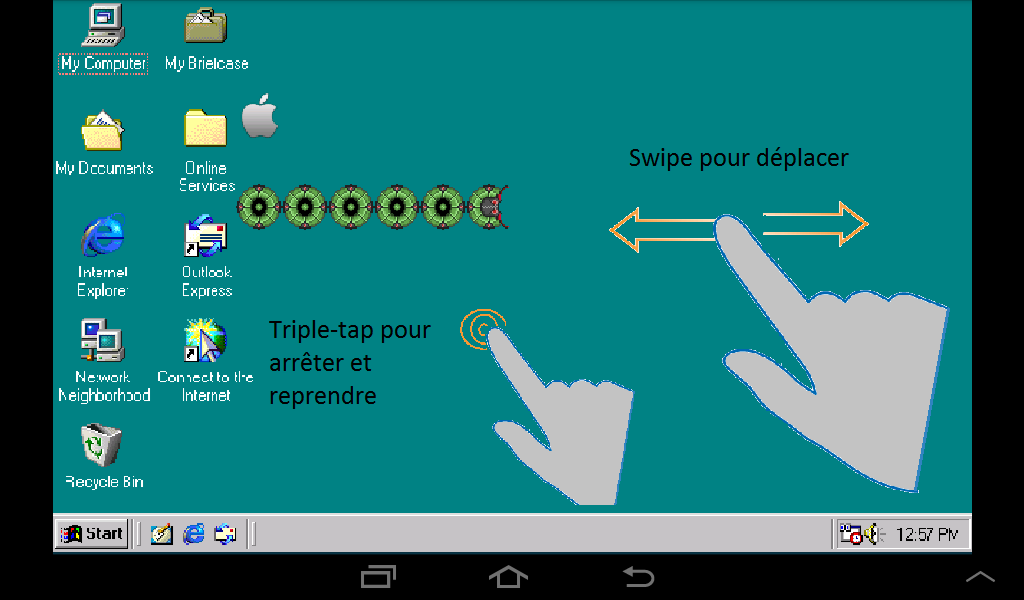 My Computer
My Briefcase
My Documents
Online
Services
Swipe pour déplacer
Internet
Explorer
Outlook
Express
Triple-tap pour
arrêter et
reprendre
Network
Neighborhood
Connect to the
Internet
Recycle Bin
Start
12:57 PM